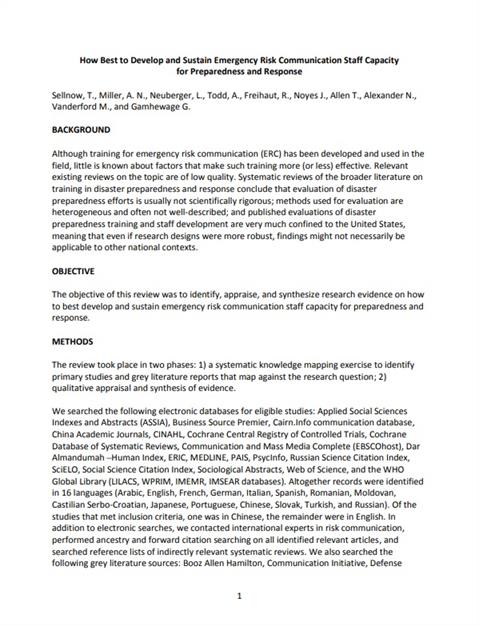 How Best to Develop and Sustain Emergency Risk Communication Staff Capacity
for Preparedness and Response
Sellnow, T., Miller, A. N., Neuberger, L., Todd, A., Freihaut, R., Noyes J., Allen T., Alexander N.,
Vanderford M., and Gamhewage G.
BACKGROUND
Although training for emergency risk communication (ERC) has been developed and used in the
field, little is known about factors that make such training more (or less) effective. Relevant
existing reviews on the topic are of low quality. Systematic reviews of the broader literature on
training in disaster preparedness and response conclude that evaluation of disaster
preparedness efforts is usually not scientifically rigorous; methods used for evaluation are
heterogeneous and often not well-described; and published evaluations of disaster
preparedness training and staff development are very much confined to the United States,
meaning that even if research designs were more robust, findings might not necessarily be
applicable to other national contexts.
OBJECTIVE
The objective of this review was to identify, appraise, and synthesize research evidence on how
to best develop and sustain emergency risk communication staff capacity for preparedness and
response.
METHODS
The review took place in two phases: 1) a systematic knowledge mapping exercise to identify
primary studies and grey literature reports that map against the research question; 2)
qualitative appraisal and synthesis of evidence.
We searched the following electronic databases for eligible studies: Applied Social Sciences
Indexes and Abstracts (ASSIA), Business Source Premier, Cairn.Info communication database,
China Academic Journals, CINAHL, Cochrane Central Registry of Controlled Trials, Cochrane
Database of Systematic Reviews, Communication and Mass Media Complete (EBSCOhost), Dar
Almandumah –Human Index, ERIC, MEDLINE, PAIS, PsycInfo, Russian Science Citation Index,
SciELO, Social Science Citation Index, Sociological Abstracts, Web of Science, and the WHO
Global Library (LILACS, WPRIM, IMEMR, IMSEAR databases). Altogether records were identified
in 16 languages (Arabic, English, French, German, Italian, Spanish, Romanian, Moldovan,
Castilian Serbo-Croatian, Japanese, Portuguese, Chinese, Slovak, Turkish, and Russian). Of the
studies that met inclusion criteria, one was in Chinese, the remainder were in English. In
addition to electronic searches, we contacted international experts in risk communication,
performed ancestry and forward citation searching on all identified relevant articles, and
searched reference lists of indirectly relevant systematic reviews. We also searched the
following grey literature sources: Booz Allen Hamilton, Communication Initiative, Defense
1